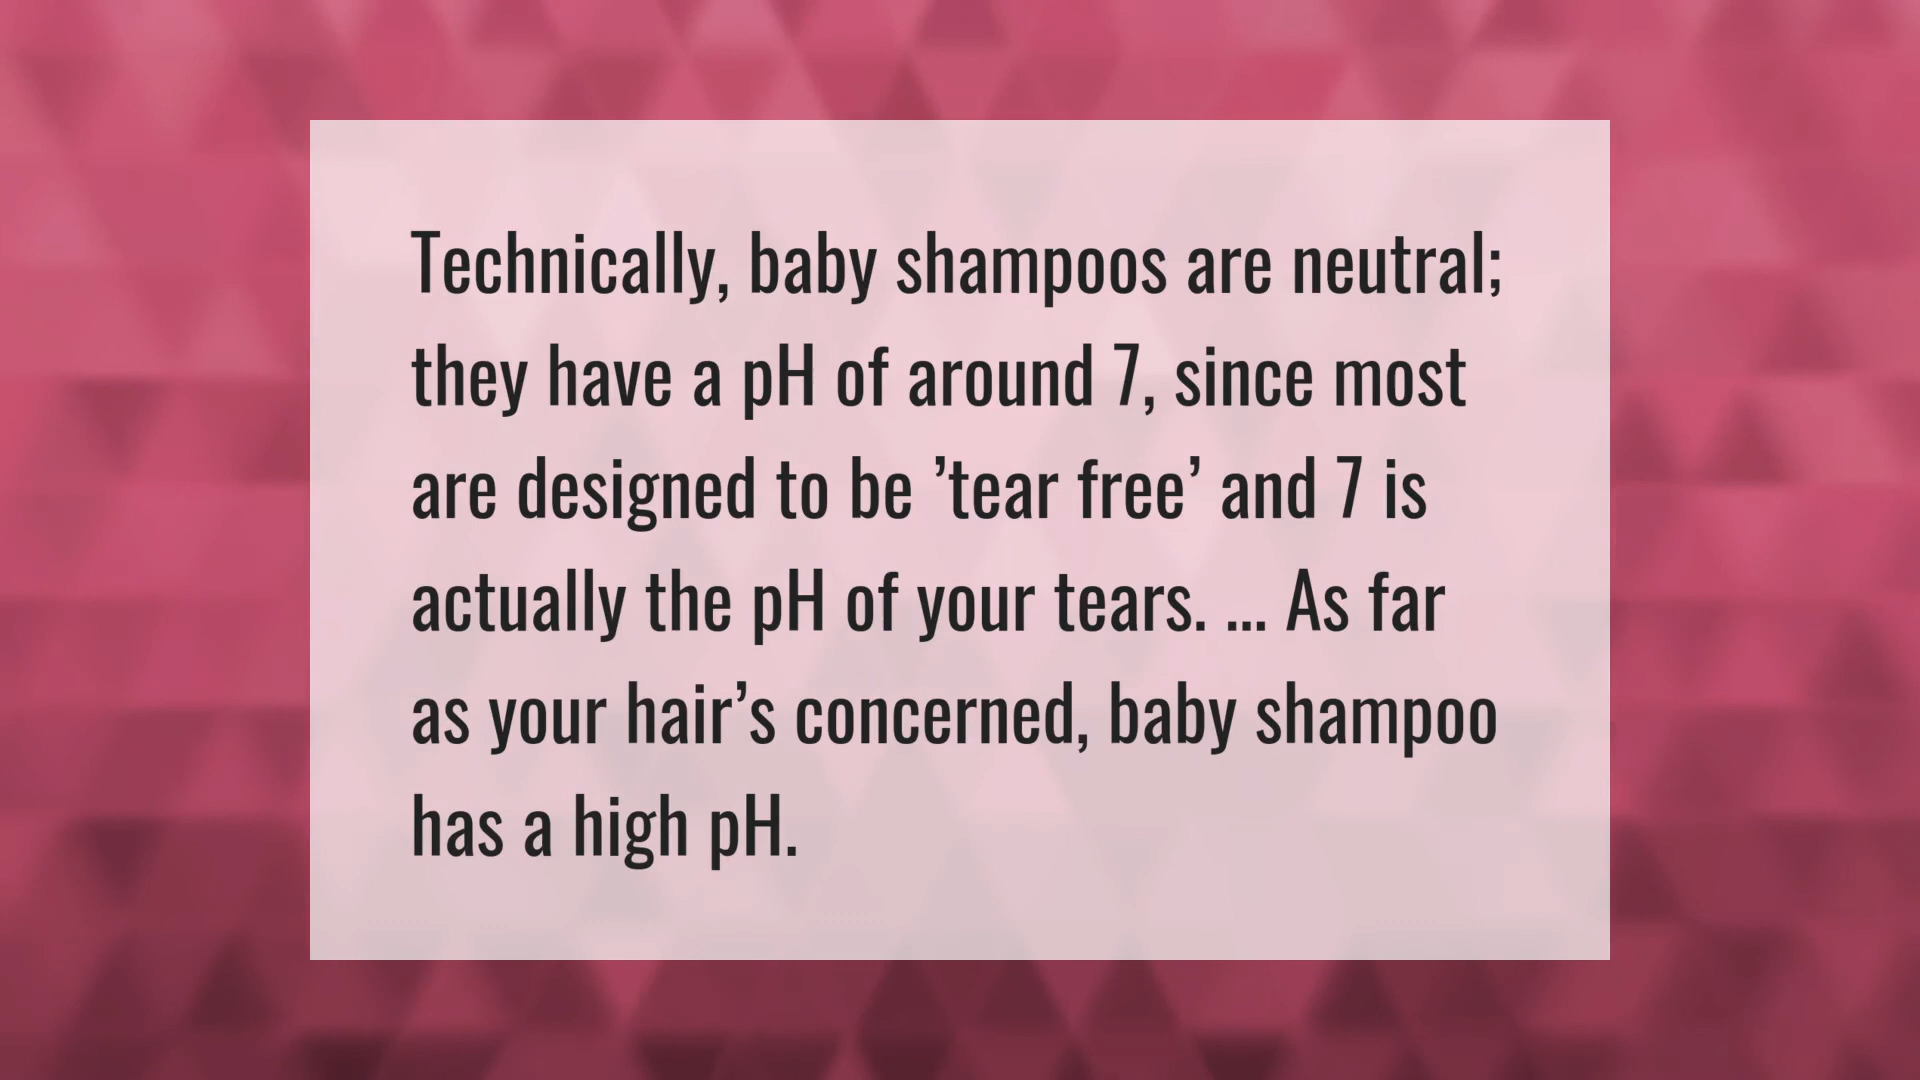 Technically, baby shampoos are neutral;
they have a pH of around 7, since most
are designed to be ’tear free’ and 7 is
actually the pH of your tears. ... As far
as your hair’s concerned, baby shampoo
has a high pH.